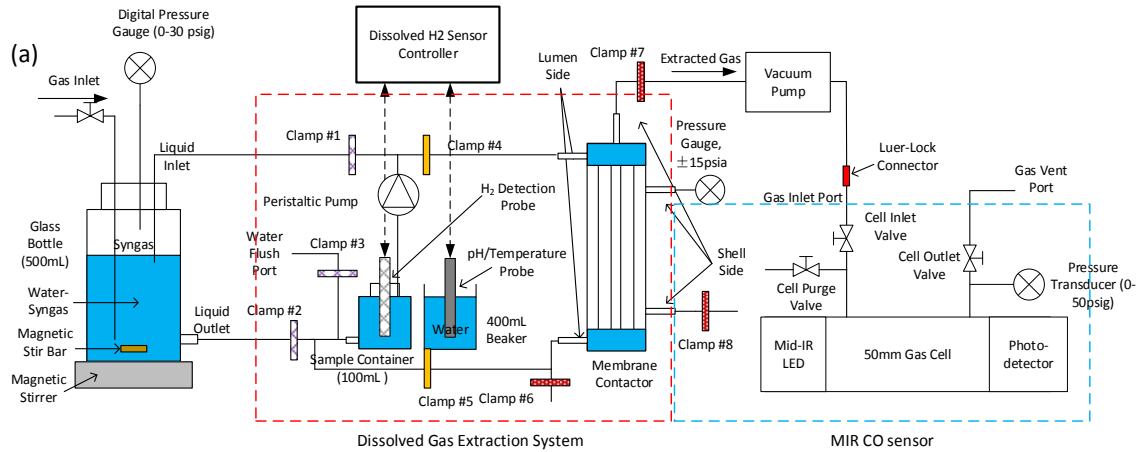 (a)
Digital Pressure
Gauge (0-30 psig)
Gas Inlet
Liquid
Inlet
Glass
Bottle
(500mL)
Syngas
Water-
Syngas
Magnetic
Stir Bar
Magnetic
Stirrer
Liquid
Outlet
Dissolved H2 Sensor
Controller
Clamp #1
Clamp #4
Peristaltic Pump
H2 Detection
Probe
Water
Flush
Port
Clamp #3
pH/Temperature
Probe
Clamp #2
Water
400mL
Beaker
Sample Container
(100mL )
Clamp #5
Clamp #6
Lumen
Side
Clamp #7
Extracted Gas
Vacuum
Pump
Pressure
Gauge,
±15psia
Shell
Side
Clamp #8
Membrane
Contactor
Luer-Lock
Connector
Gas Inlet Port
Gas Vent
Port
Cell Inlet
Valve
Cell Outlet
Valve
Cell Purge
Valve
Pressure
Transducer (0-
50psig)
Mid-IR
LED
50mm Gas Cell
Photo-
detector
Dissolved Gas Extraction System
MIR CO sensor